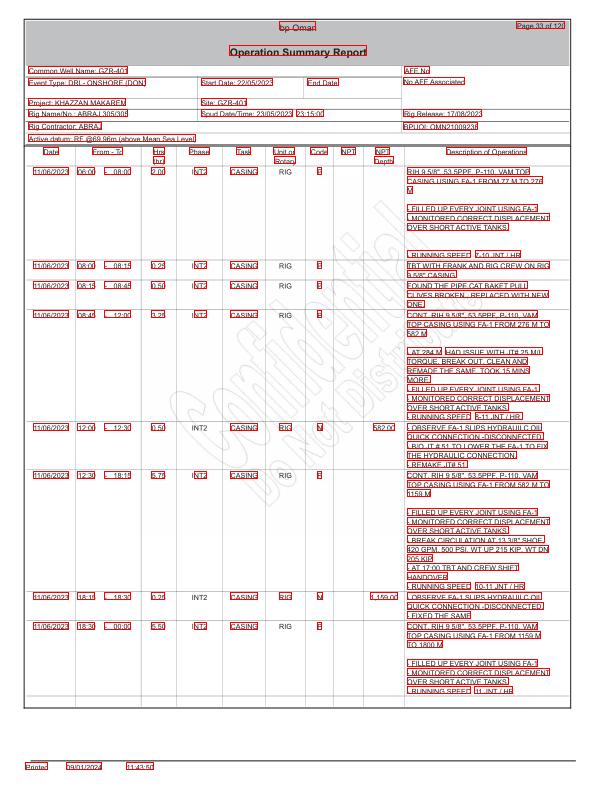 bp Oman
Page 33 of 120
Operation Summary Report
Common Well Name: GZR-401
AFE No
Event Type: DRL- ONSHORE (DON)
Start Date: 22/05/2023
End Date
No AFE Associated
Project: KHAZZAN MAKAREM
Site: GZR-401
Rig Name/No.: ABRAJ 305/305
Spud Date/Time: 23/05/2023 23:15:00
Rig Release: 17/08/2023
Rig Contractor: ABRAJ
BPUOI: OMN21009236
Active datum: RF @69.96m (above Mean Sea Level)
Date From - To Hrs (hr) Phase Task Unit or Rotary Code NPT NPT Depth Description of Operations
11/06/2023 06:00 - 08:00 2.00 INT2 CASING RIG P
RIH 9 5/8", 53.5PPF, P-110, VAM TOP
CASING USING FA-1 FROM 77 M TO 276
M
- FILLED UP EVERY JOINT USING FA-1
- MONITORED CORRECT DISPLACEMENT
OVER SHORT ACTIVE TANKS.
- RUNNING SPEED 7-10 JNT / HR
11/06/2023 08:00 - 08:15 0.25 INT2 CASING RIG P
TBT WITH FRANK AND RIG CREW ON RIG
9 5/8" CASING.
11/06/2023 08:15 - 08:45 0.50 INT2 CASING RIG P
FOUND THE PIPE CAT BAKET PULL
CLIVES BROKEN - REPLACED WITH NEW
ONE.
11/06/2023 08:45 - 12:00 3.25 INT2 CASING RIG P
CONT. RIH 9 5/8", 53.5PPF, P-110, VAM
TOP CASING USING FA-1 FROM 276 M TO
582 M
- AT 284 M HAD ISSUE WITH JT# 25 M/U
TORQUE, BREAK OUT, CLEAN AND
REMADE THE SAME, TOOK 15 MINS
MORE.
- FILLED UP EVERY JOINT USING FA-1
- MONITORED CORRECT DISPLACEMENT
OVER SHORT ACTIVE TANKS.
- RUNNING SPEED 8-11 JNT / HR
11/06/2023 12:00 - 12:30 0.50 INT2 CASING RIG N 582.00
- OBSERVE FA-1 SLIPS HYDRAUILC OIL
QUICK CONNECTION -DISCONNECTED.
- B/O JT # 51 TO LOWER THE FA-1 TO FIX
THE HYDRAULIC CONNECTION.
- REMAKE JT# 51.
11/06/2023 12:30 - 18:15 5.75 INT2 CASING RIG P
CONT. RIH 9 5/8", 53.5PPF, P-110, VAM
TOP CASING USING FA-1 FROM 582 M TO
1159 M
- FILLED UP EVERY JOINT USING FA-1
- MONITORED CORRECT DISPLACEMENT
OVER SHORT ACTIVE TANKS.
- BREAK CIRCULATION AT 13 3/8" SHOE,
420 GPM, 500 PSI, WT UP 215 KIP, WT DN
205 KIP
- AT 17:00 TBT AND CREW SHIFT
HANDOVER
- RUNNING SPEED 10-11 JNT / HR
11/06/2023 18:15 - 18:30 0.25 INT2 CASING RIG N 1,159.00
- OBSERVE FA-1 SLIPS HYDRAUILC OIL
QUICK CONNECTION -DISCONNECTED.
- FIXED THE SAME
11/06/2023 18:30 - 00:00 5.50 INT2 CASING RIG P
CONT. RIH 9 5/8", 53.5PPF, P-110, VAM
TOP CASING USING FA-1 FROM 1159 M
TO 1800 M
- FILLED UP EVERY JOINT USING FA-1
- MONITORED CORRECT DISPLACEMENT
OVER SHORT ACTIVE TANKS.
- RUNNING SPEED 11 JNT / HR
Confidential
Do Not Distribute
Printed 09/01/2024 11:43:50